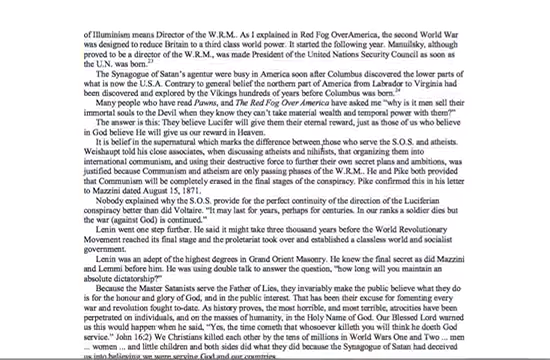 of Illuminism means Director of the W.R.M.. As I explained in Red Fog OverAmerica, the second World War
was designed to reduce Britain to a third class world power. It started the following year. Manuilsky, although
proved to be a director of the W.R.M., was made President of the United Nations Security Council as soon as
the U.N. was born.23
The Synagogue of Satan's agentur were busy in America soon after Columbus discovered the lower parts of
what is now the U.S.A. Contrary to general belief the northern part of America from Labrador to Virginia had
been discovered and explored by the Vikings hundreds of years before Columbus was born.24
Many people who have read Pawns, and The Red Fog Over America have asked me "why is it men sell their
immortal souls to the Devil when they know they can't take material wealth and temporal power with them?"
The answer is this: They believe Lucifer will give them their eternal reward, just as those of us who believe
in God believe He will give us our reward in Heaven.
It is belief in the supernatural which marks the difference between those who serve the S.O.S. and atheists.
Weishaupt told his close associates, when discussing atheists and nihilists, that organizing them into
international communism, and using their destructive force to further their own secret plans and ambitions, was
justified because Communism and atheism are only passing phases of the W.R.M.. He and Pike both provided
that Communism will be completely erased in the final stages of the conspiracy. Pike confirmed this in his letter
to Mazzini dated August 15, 1871.
Nobody explained why the S.O.S. provide for the perfect continuity of the direction of the Luciferian
conspiracy better than did Voltaire. "It may last for years, perhaps for centuries. In our ranks a soldier dies but
the war (against God) is continued."
Lenin went one step further. He said it might take three thousand years before the World Revolutionary
Movement reached its final stage and the proletariat took over and established a classless world and socialist
government.
Lenin was an adept of the highest degrees in Grand Orient Masonry. He knew the final secret as did Mazzini
and Lemmi before him. He was using double talk to answer the question, "how long will you maintain an
absolute dictatorship?"
Because the Master Satanists serve the Father of Lies, they invariably make the public believe what they do
is for the honour and glory of God, and in the public interest. That has been their excuse for fomenting every
war and revolution fought to-date. As history proves, the most horrible, and most terrible, atrocities have been
perpetrated on individuals, and on the masses of humanity, in the Holy Name of God. Our Blessed Lord warned
us this would happen when he said, "Yes, the time cometh that whosoever killeth you will think he doeth God
service." John 16:2) We Christians killed each other by the tens of millions in World Wars One and Two ... men
... women ... and little children and both sides did what they did because the Synagogue of Satan had deceived
us into believing we were serving God and our countries.